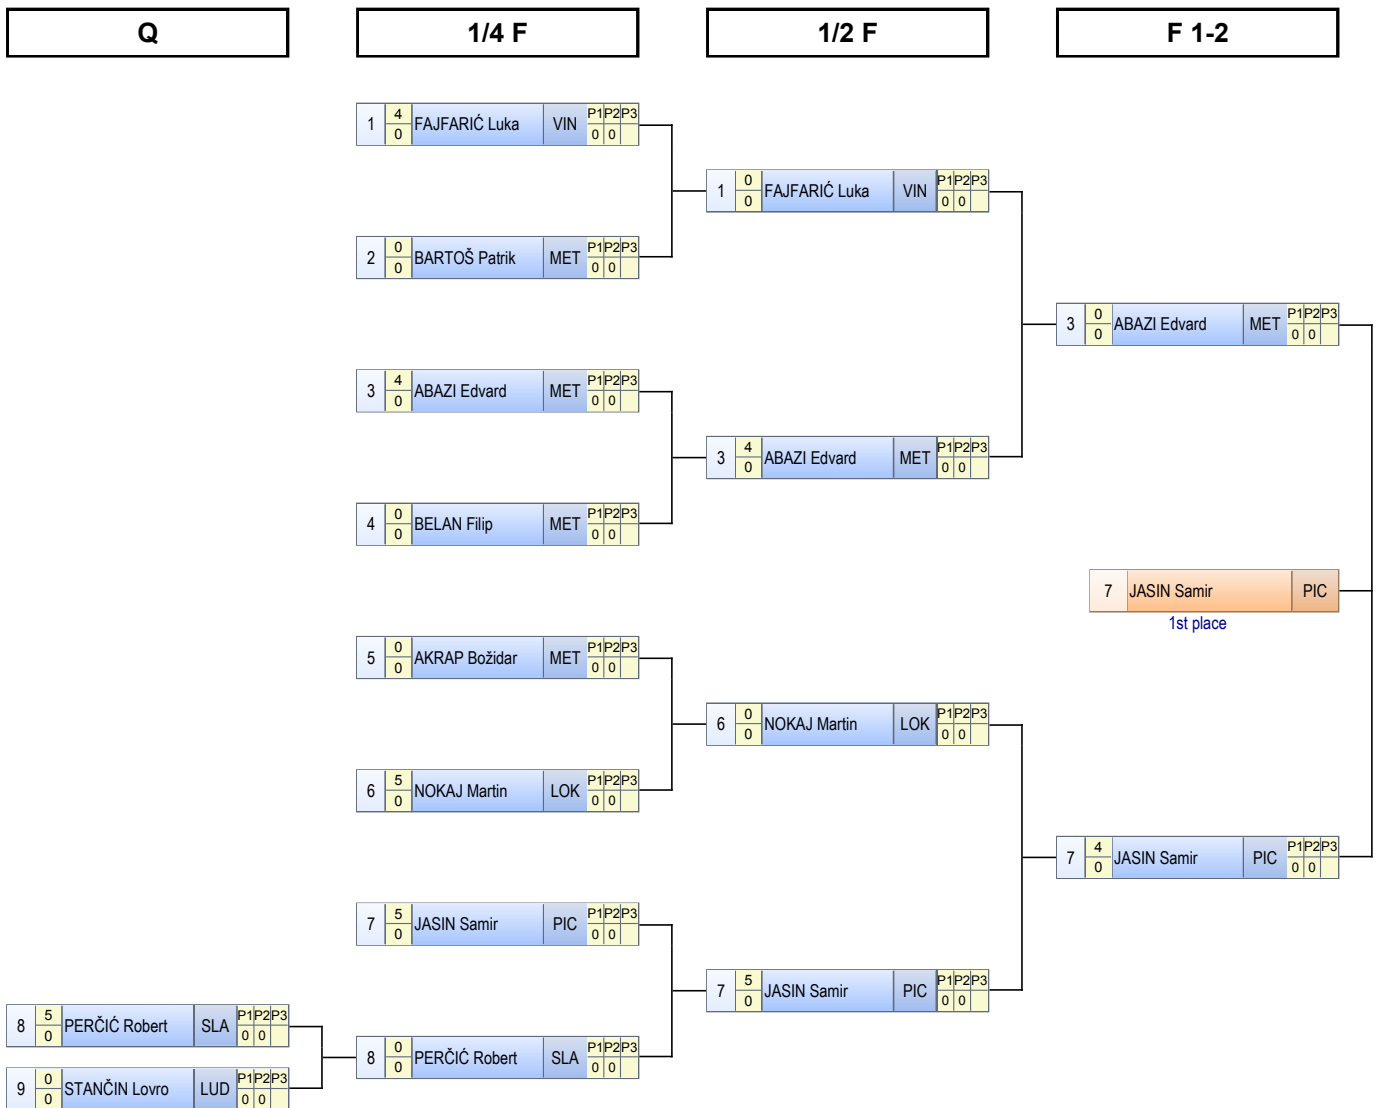 Q 1/4 F 1/2 F F 1-2
1 4 0 FAJFARIĆ Luka VIN P1 P2 P3 0 0
1 0 0 FAJFARIĆ Luka VIN P1 P2 P3 0 0
2 0 0 BARTOŠ Patrik MET P1 P2 P3 0 0
3 0 0 ABAZI Edvard MET P1 P2 P3 0 0
3 4 0 ABAZI Edvard MET P1 P2 P3 0 0
3 4 0 ABAZI Edvard MET P1 P2 P3 0 0
4 0 0 BELAN Filip MET P1 P2 P3 0 0
7 JASIN Samir PIC
1st place
5 0 0 AKRAP Božidar MET P1 P2 P3 0 0
6 0 0 NOKAJ Martin LOK P1 P2 P3 0 0
6 5 0 NOKAJ Martin LOK P1 P2 P3 0 0
7 4 0 JASIN Samir PIC P1 P2 P3 0 0
7 5 0 JASIN Samir PIC P1 P2 P3 0 0
7 5 0 JASIN Samir PIC P1 P2 P3 0 0
8 5 0 PERČIĆ Robert SLA P1 P2 P3 0 0
8 0 0 PERČIĆ Robert SLA P1 P2 P3 0 0
9 0 0 STANČIN Lovro LUD P1 P2 P3 0 0